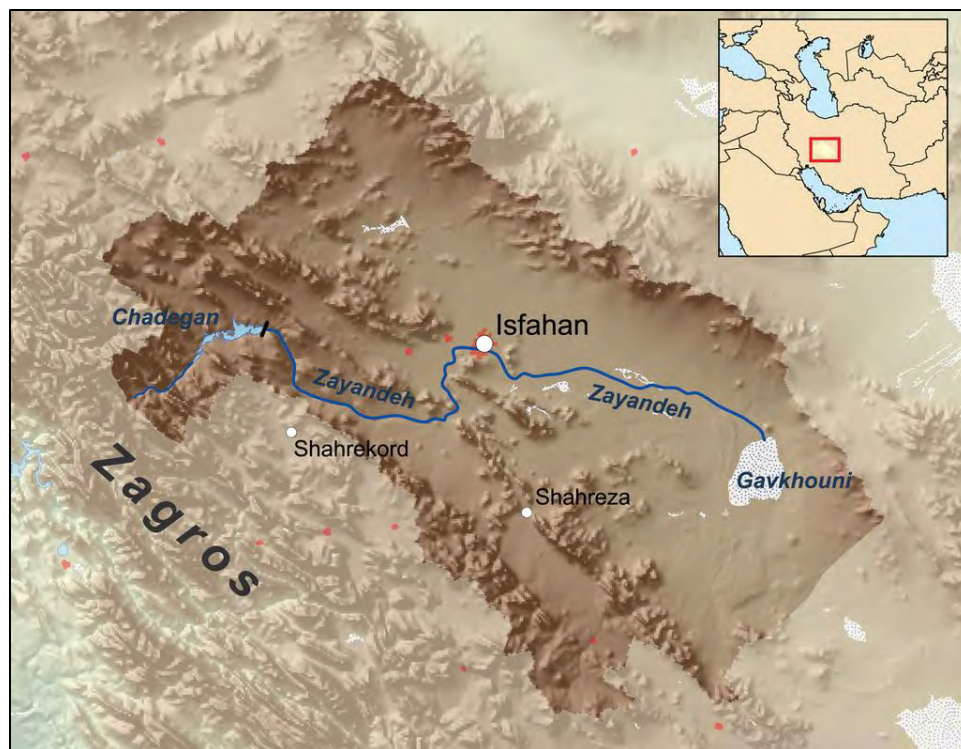 Chadegan
Isfahan
Zayandeh
Zayandeh
Shahrekord
Zagros
Gavkhouni
Shahreza